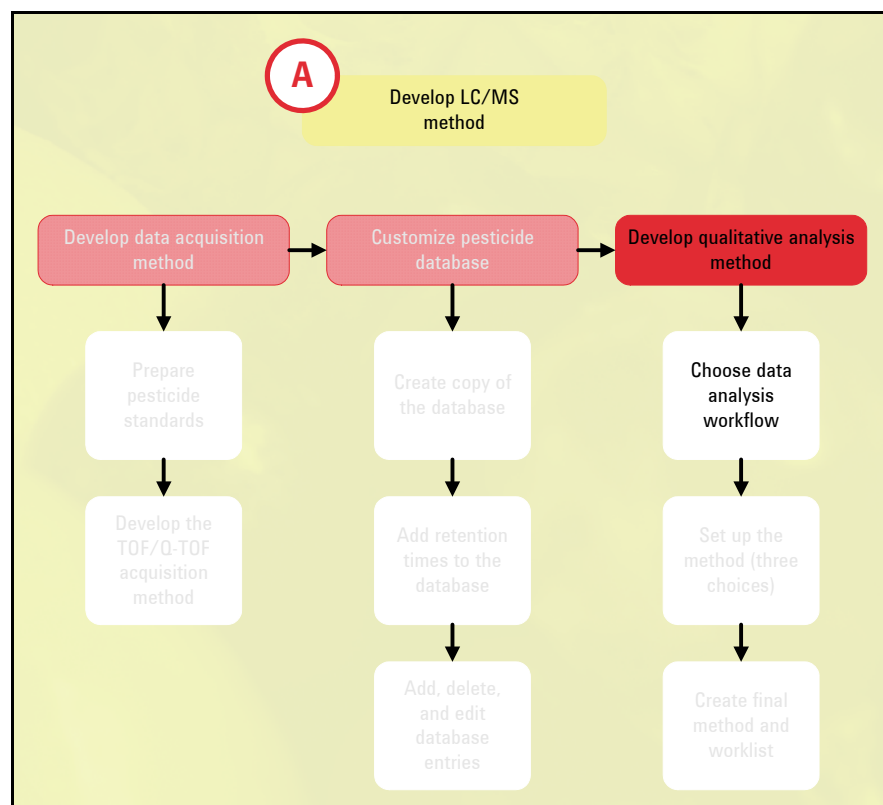 A
Develop LC/MS
method
Develop data acquisition
method
Customize pesticide
database
Develop qualitative analysis
method
Prepare
pesticide
standards
Create copy of
the database
Choose data
analysis
workflow
Develop the
TOF/Q-TOF
acquisition
method
Add retention
times to the
database
Set up the
method (three
choices)
Add, delete,
and edit
database
entries
Create final
method and
worklist